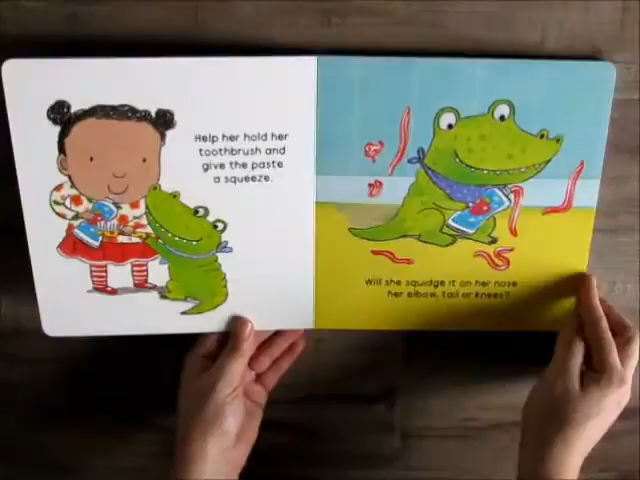 Help her hold her
toothbrush and
give the paste
a squeeze.
Will she squidge it on her nose
her elbow, tail or knees?